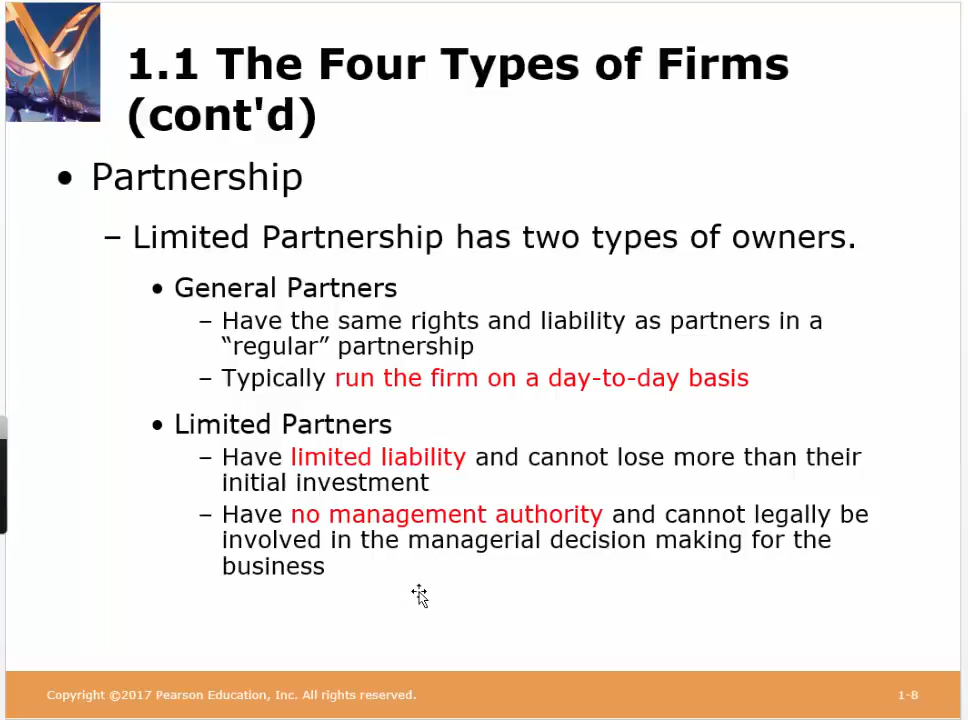 1.1 The Four Types of Firms
(cont'd)
• Partnership
– Limited Partnership has two types of owners.
• General Partners
– Have the same rights and liability as partners in a
“regular” partnership
– Typically run the firm on a day-to-day basis
• Limited Partners
– Have limited liability and cannot lose more than their
initial investment
– Have no management authority and cannot legally be
involved in the managerial decision making for the
business
Copyright ©2017 Pearson Education, Inc. All rights reserved.
1-8